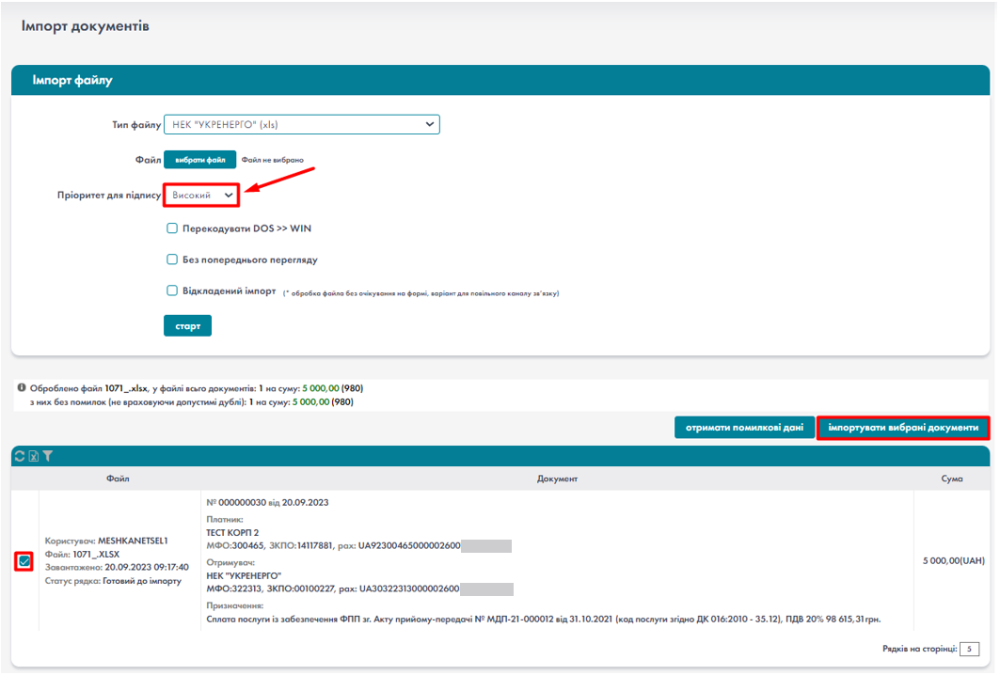 Імпорт документів
Імпорт файлу
Тип файлу НЕК "УКРЕНЕРГО" (xls)
Файл вибрати файл Файл не вибрано
Пріоритет для підпису Високий
Перекодувати DOS >> WIN
Без попереднього перегляду
Відкладений імпорт (* обробка файла без очікування на формі, варіант для повільного каналу зв'язку)
старт
Оброблено файл 1071_.xlsx, у файлі всього документів: 1 на суму: 5 000,00 (980)
з них без помилок (не враховуючи допустимі дублі): 1 на суму: 5 000,00 (980)
отримати помилкові дані імпортувати вибрані документи
Файл Документ Сума
№ 000000030 від 20.09.2023
Платник:
ТЕСТ КОРП 2
МФО:300465, ЗКПО:14117881, рах: UA92300465000002600
Користувач: MESHKANETSEL1
Файл: 1071_.XLSX
Завантажено: 20.09.2023 09:17:40
Статус рядка: Готовий до імпорту
Отримувач:
НЕК "УКРЕНЕРГО"
МФО:322313, ЗКПО:00100227, рах: UA30322313000002600
Призначення:
Сплата послуги із забезпечення ФПП зг. Акту прийому-передачі № МДП-21-000012 від 31.10.2021 (код послуги згідно ДК 016:2010 - 35.12), ПДВ 20% 98 615,31грн.
5 000,00(UAH)
Рядків на сторінці: 5